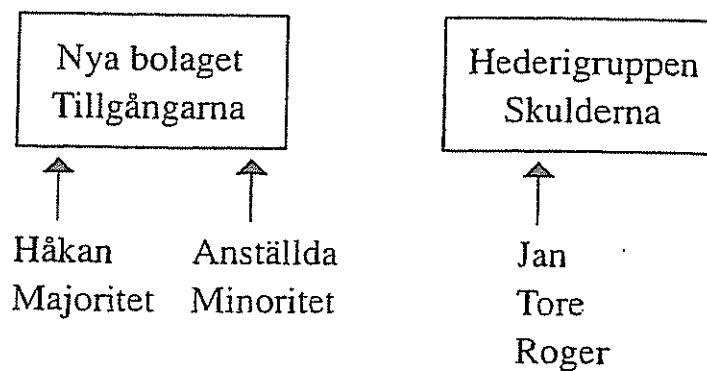 Nya bolaget
Tillgångarna
Hederigruppen
Skulderna
Håkan
Majoritet
Anställda
Minoritet
Jan
Tore
Roger